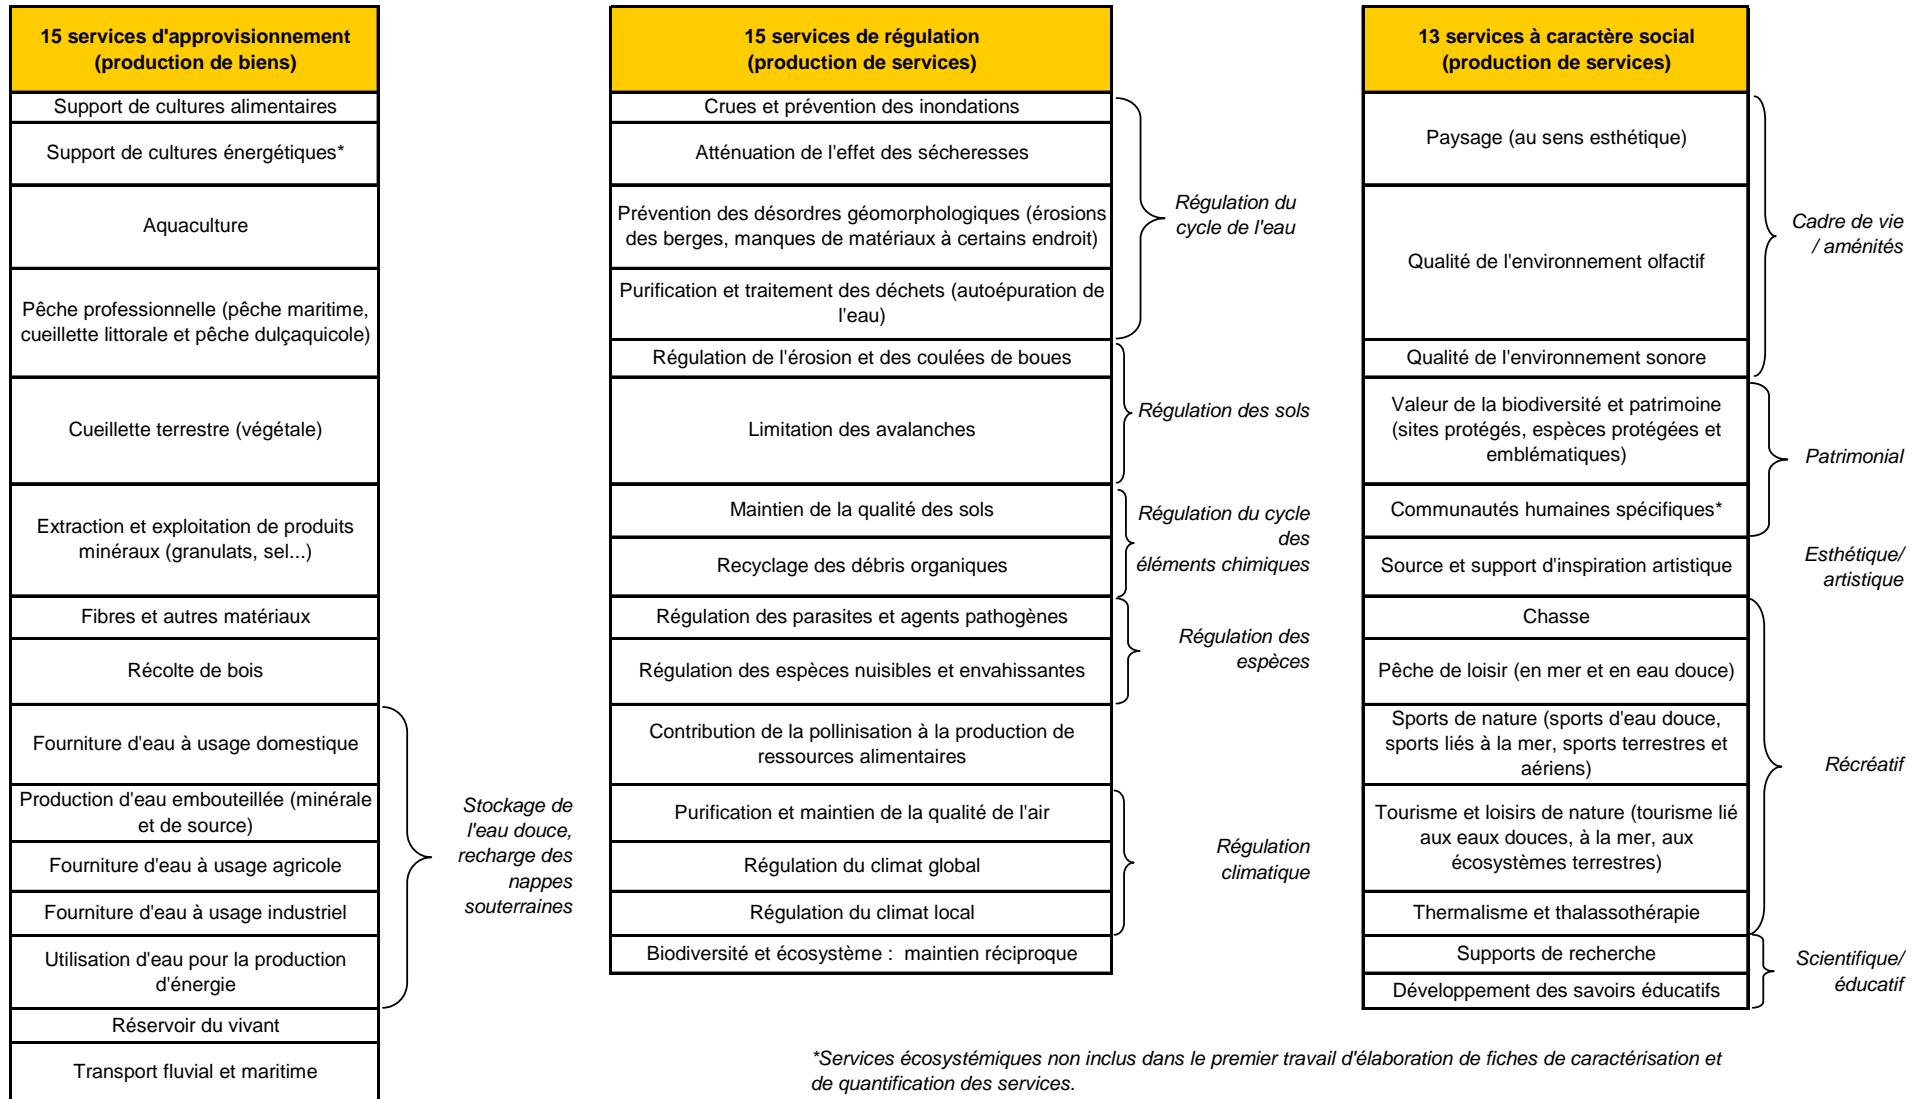 15 services d'approvisionnement
(production de biens)
Support de cultures alimentaires
Support de cultures énergétiques*
Aquaculture
Pêche professionnelle (pêche maritime,
cueillette littorale et pêche dulçaquicole)
Cueillette terrestre (végétale)
Extraction et exploitation de produits
minéraux (granulats, sel...)
Fibres et autres matériaux
Récolte de bois
Fourniture d'eau à usage domestique
Production d'eau embouteillée (minérale
et de source)
Fourniture d'eau à usage agricole
Fourniture d'eau à usage industriel
Utilisation d'eau pour la production
d'énergie
Réservoir du vivant
Transport fluvial et maritime
Stockage de
l'eau douce,
recharge des
nappes
souterraines
15 services de régulation
(production de services)
Crues et prévention des inondations
Atténuation de l'effet des sécheresses
Prévention des désordres géomorphologiques (érosions
des berges, manques de matériaux à certains endroit)
Purification et traitement des déchets (autoépuration de
l'eau)
Régulation de l'érosion et des coulées de boues
Limitation des avalanches
Maintien de la qualité des sols
Recyclage des débris organiques
Régulation des parasites et agents pathogènes
Régulation des espèces nuisibles et envahissantes
Contribution de la pollinisation à la production de
ressources alimentaires
Purification et maintien de la qualité de l'air
Régulation du climat global
Régulation du climat local
Biodiversité et écosystème : maintien réciproque
Régulation du
cycle de l'eau
Régulation des sols
Régulation du cycle
des
éléments chimiques
Régulation des
espèces
Régulation
climatique
13 services à caractère social
(production de services)
Paysage (au sens esthétique)
Qualité de l'environnement olfactif
Qualité de l'environnement sonore
Valeur de la biodiversité et patrimoine
(sites protégés, espèces protégées et
emblématiques)
Communautés humaines spécifiques*
Source et support d'inspiration artistique
Chasse
Pêche de loisir (en mer et en eau douce)
Sports de nature (sports d'eau douce,
sports liés à la mer, sports terrestres et
aériens)
Tourisme et loisirs de nature (tourisme lié
aux eaux douces, à la mer, aux
écosystèmes terrestres)
Thermalisme et thalassothérapie
Supports de recherche
Développement des savoirs éducatifs
Cadre de vie
/ aménités
Patrimonial
Esthétique/
artistique
Récréatif
Scientifique/
éducatif
*Services écosystémiques non inclus dans le premier travail d'élaboration de fiches de caractérisation et
de quantification des services.